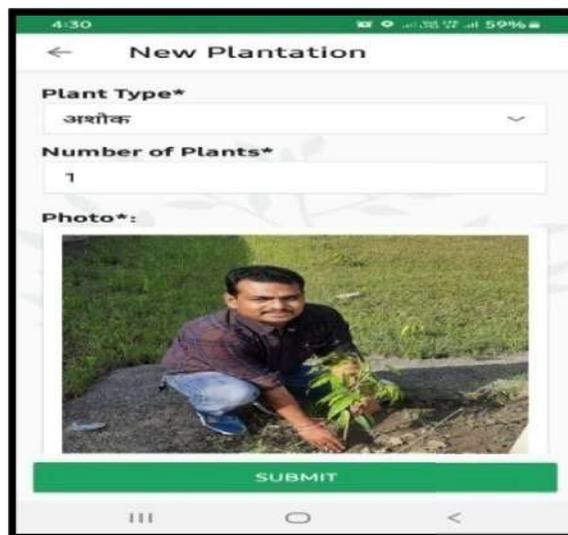 4:30 59%
New Plantation
Plant Type*
अशोक
Number of Plants*
1
Photo*:
SUBMIT